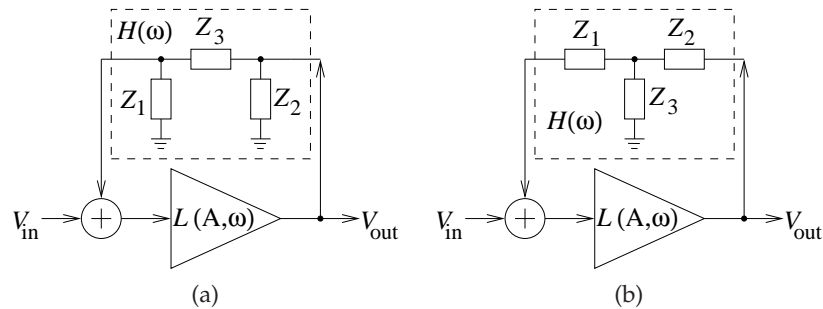 H(ω)
Z3
Z1
Z2
Vin
+
L(A,ω)
Vout
(a)
Z1
Z2
Z3
H(ω)
Vin
+
L(A,ω)
Vout
(b)